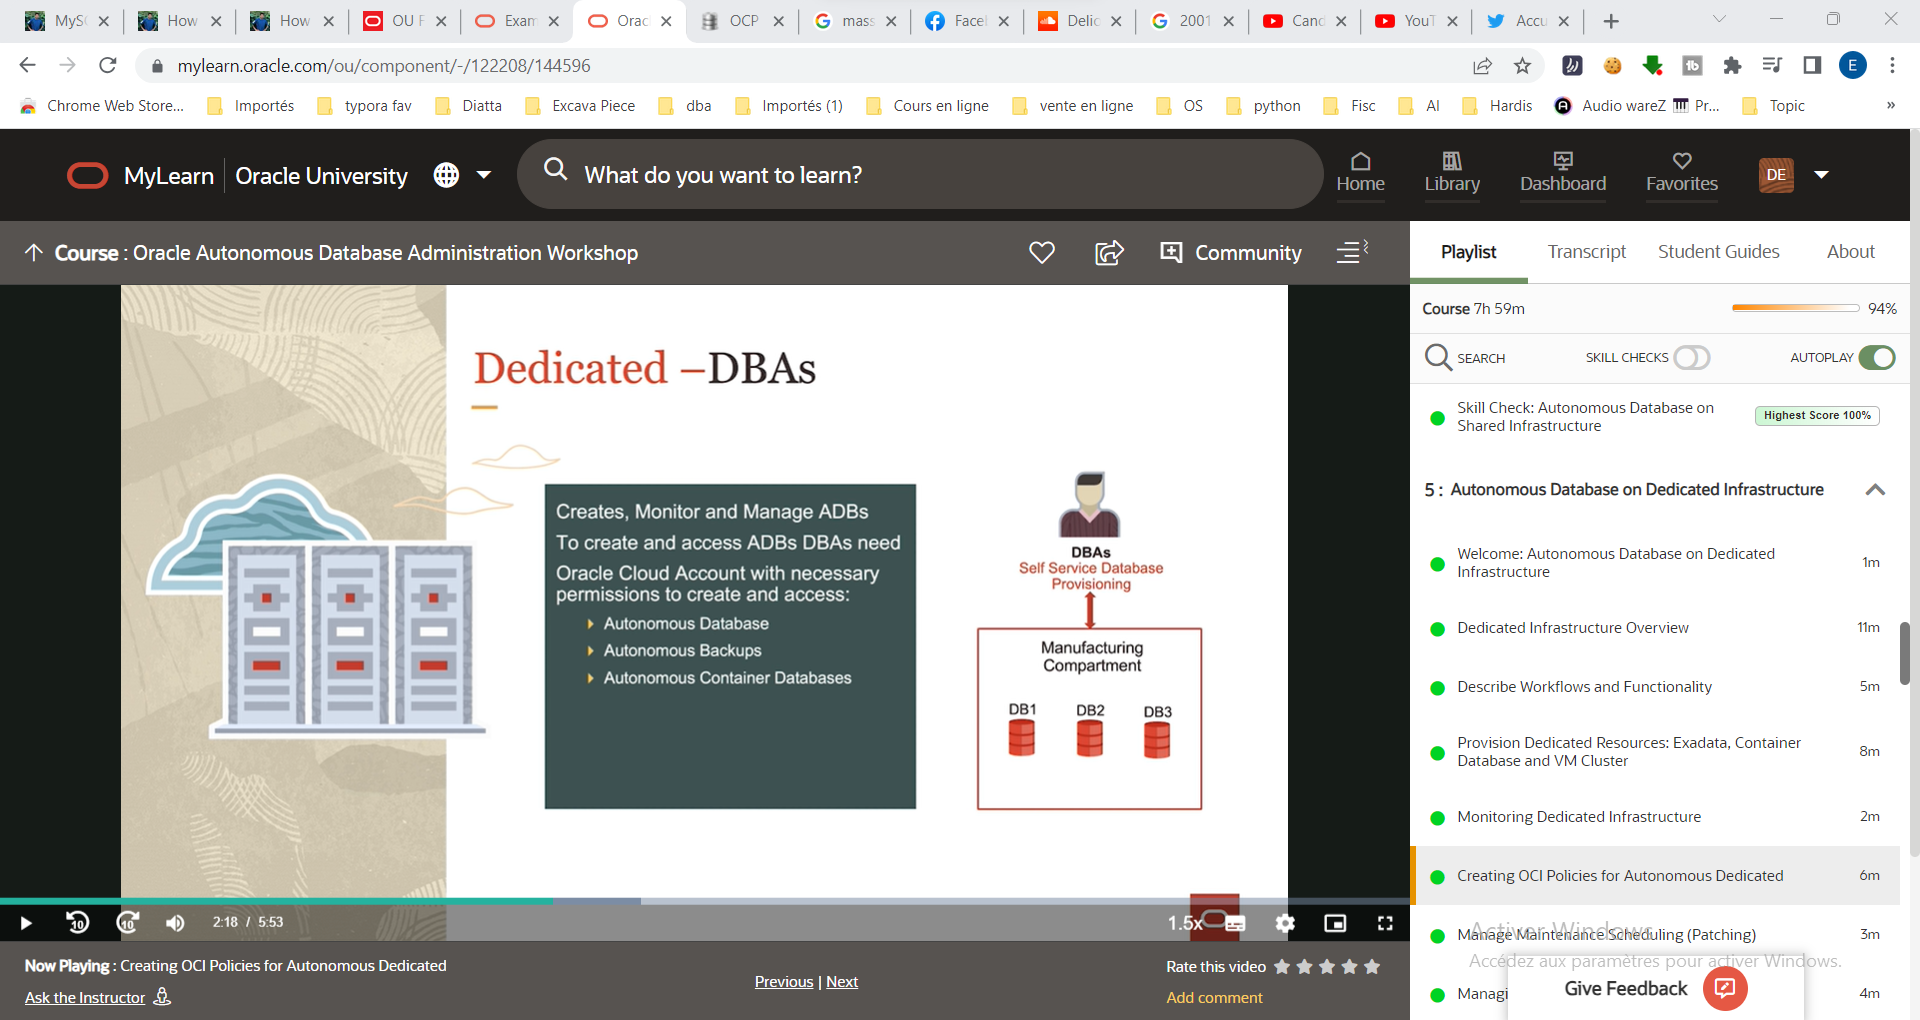 MySC
How
How
OU F
Exam
Orac
OCP
mass
Facel
Delic
2001
Cand
YouT
Accu
mylearn.oracle.com/ou/component/-/122208/144596
E
Chrome Web Store...
Importés
typora fav
Diatta
Excava Piece
dba
Importés (1)
Cours en ligne
vente en ligne
OS
python
Fisc
AI
Hardis
Audio wareZ
Pr...
Topic
»
MyLearn
Oracle University
What do you want to learn?
Home
Library
Dashboard
Favorites
DE
Course : Oracle Autonomous Database Administration Workshop
Community
Playlist
Transcript
Student Guides
About
Course 7h 59m
94%
SEARCH
SKILL CHECKS
AUTOPLAY
Skill Check: Autonomous Database on
Shared Infrastructure
Highest Score 100%
5 : Autonomous Database on Dedicated Infrastructure
Welcome: Autonomous Database on Dedicated
Infrastructure
1m
Dedicated Infrastructure Overview
11m
Describe Workflows and Functionality
5m
Provision Dedicated Resources: Exadata, Container
Database and VM Cluster
8m
Monitoring Dedicated Infrastructure
2m
Creating OCI Policies for Autonomous Dedicated
6m
Manage Maintenance Scheduling (Patching)
3m
Managi
4m
Activer Windows
Accédez aux paramètres pour activer Windows.
Give Feedback
Dedicated –DBAs
Creates, Monitor and Manage ADBs
To create and access ADBs DBAs need
Oracle Cloud Account with necessary
permissions to create and access:
Autonomous Database
Autonomous Backups
Autonomous Container Databases
DBAs
Self Service Database
Provisioning
Manufacturing
Compartment
DB1
DB2
DB3
10
10
2:18 / 5:53
1.5x
Now Playing : Creating OCI Policies for Autonomous Dedicated
Ask the Instructor
Previous | Next
Rate this video
Add comment